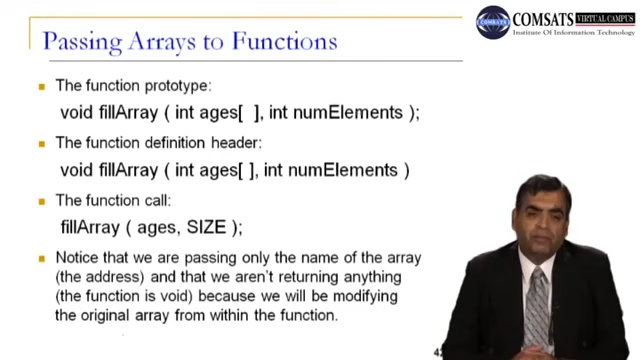 COMSATS VIRTUAL CAMPUS
Institute Of Information Technology
COMSATS
Passing Arrays to Functions
The function prototype:
void fillArray ( int ages[ ], int numElements );
The function definition header:
void fillArray ( int ages[ ], int numElements )
The function call:
fillArray ( ages, SIZE );
Notice that we are passing only the name of the array
(the address) and that we aren't returning anything
(the function is void) because we will be modifying
the original array from within the function.